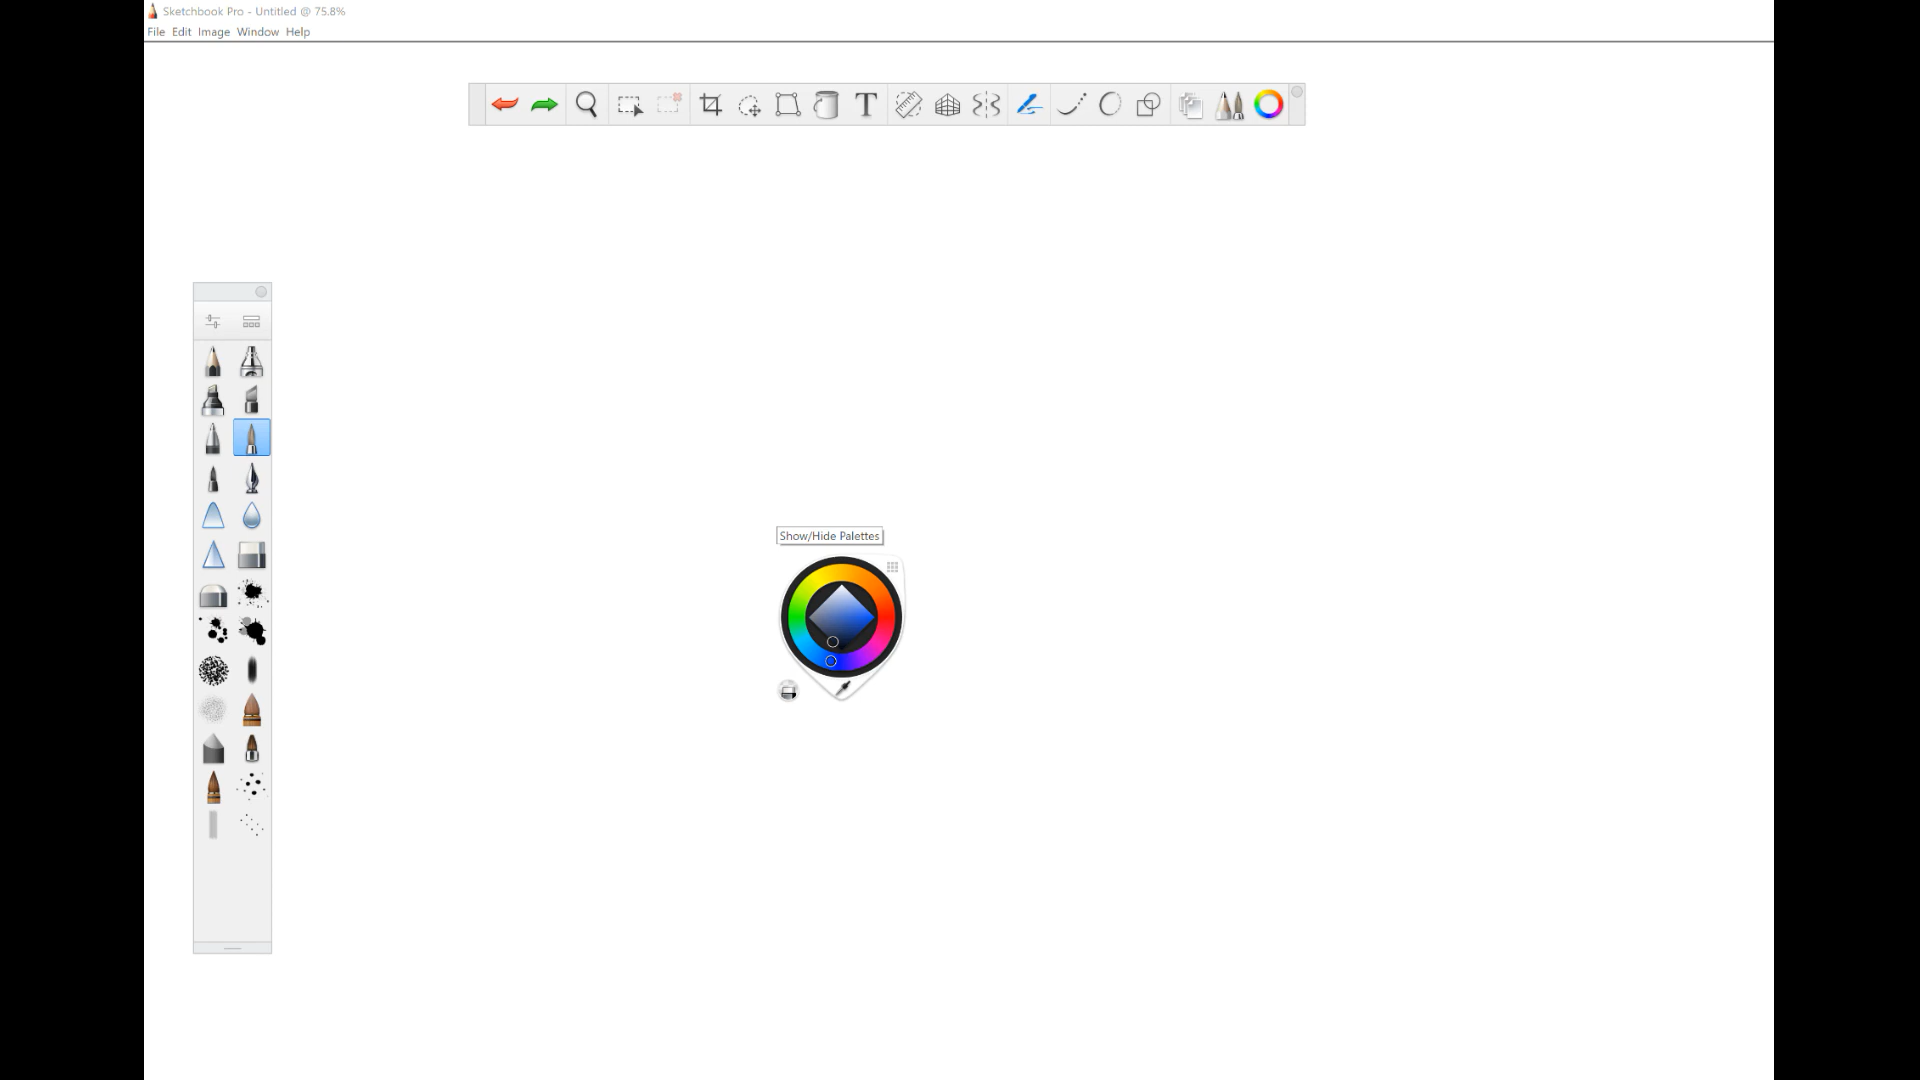 Sketchbook Pro - Untitled @ 75.8%
File Edit Image Window Help
T
Show/Hide Palettes